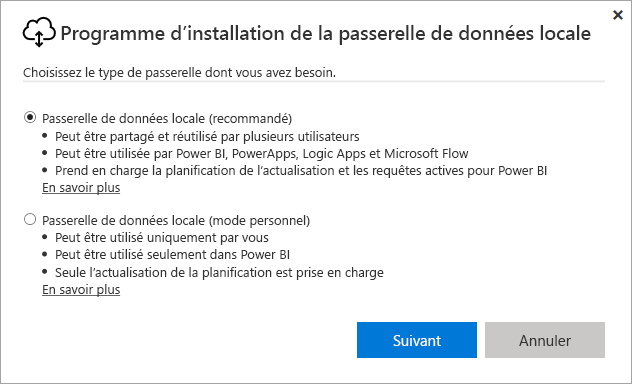 Programme d’installation de la passerelle de données locale
Choisissez le type de passerelle dont vous avez besoin.
Passerelle de données locale (recommandé)
• Peut être partagé et réutilisé par plusieurs utilisateurs
• Peut être utilisée par Power BI, PowerApps, Logic Apps et Microsoft Flow
• Prend en charge la planification de l’actualisation et les requêtes actives pour Power BI
En savoir plus
Passerelle de données locale (mode personnel)
• Peut être utilisé uniquement par vous
• Peut être utilisé seulement dans Power BI
• Seule l’actualisation de la planification est prise en charge
En savoir plus
Suivant
Annuler